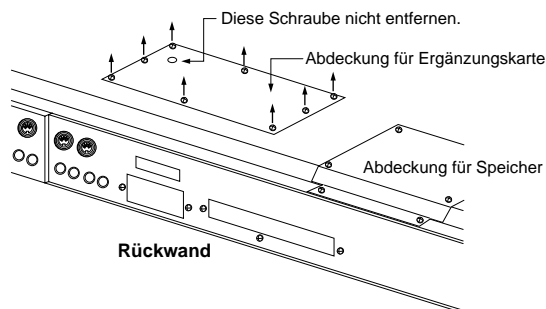 Diese Schraube nicht entfernen.
Abdeckung für Ergänzungskarte
Abdeckung für Speicher
Rückwand